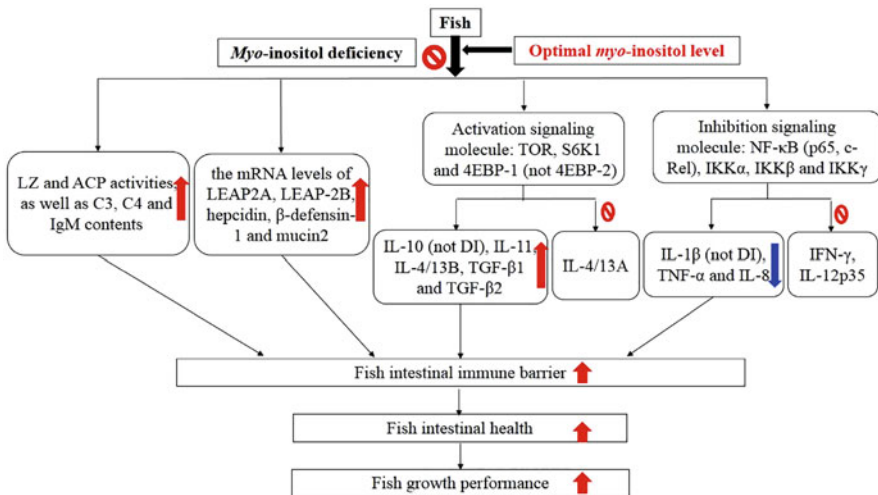 Fish
Myo-inositol deficiency
Optimal myo-inositol level
LZ and ACP activities
as well as C3, C4 and
IgM contents
the mRNA levels of
LEAP2A, LEAP-2B,
hepcidin, β-defensin-
1 and mucin2
Activation signaling
molecule: TOR, S6K1
and 4EBP-1 (not 4EBP-2)
Inhibition signaling
molecule: NF-κB (p65, c-
Rel), IKKα, IKKβ and IKKγ
IL-10 (not DI), IL-11,
IL-4/13B, TGF-β1
and TGF-β2
IL-4/13A
IL-1β (not DI),
TNF-α and IL-8
IFN-γ,
IL-12p35
Fish intestinal immune barrier
Fish intestinal health
Fish growth performance